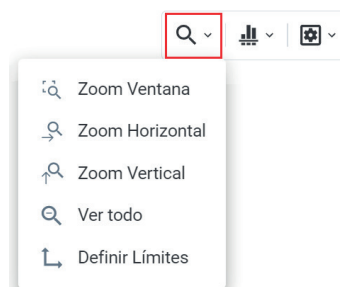 Zoom Ventana
Zoom Horizontal
Zoom Vertical
Ver todo
Definir Límites